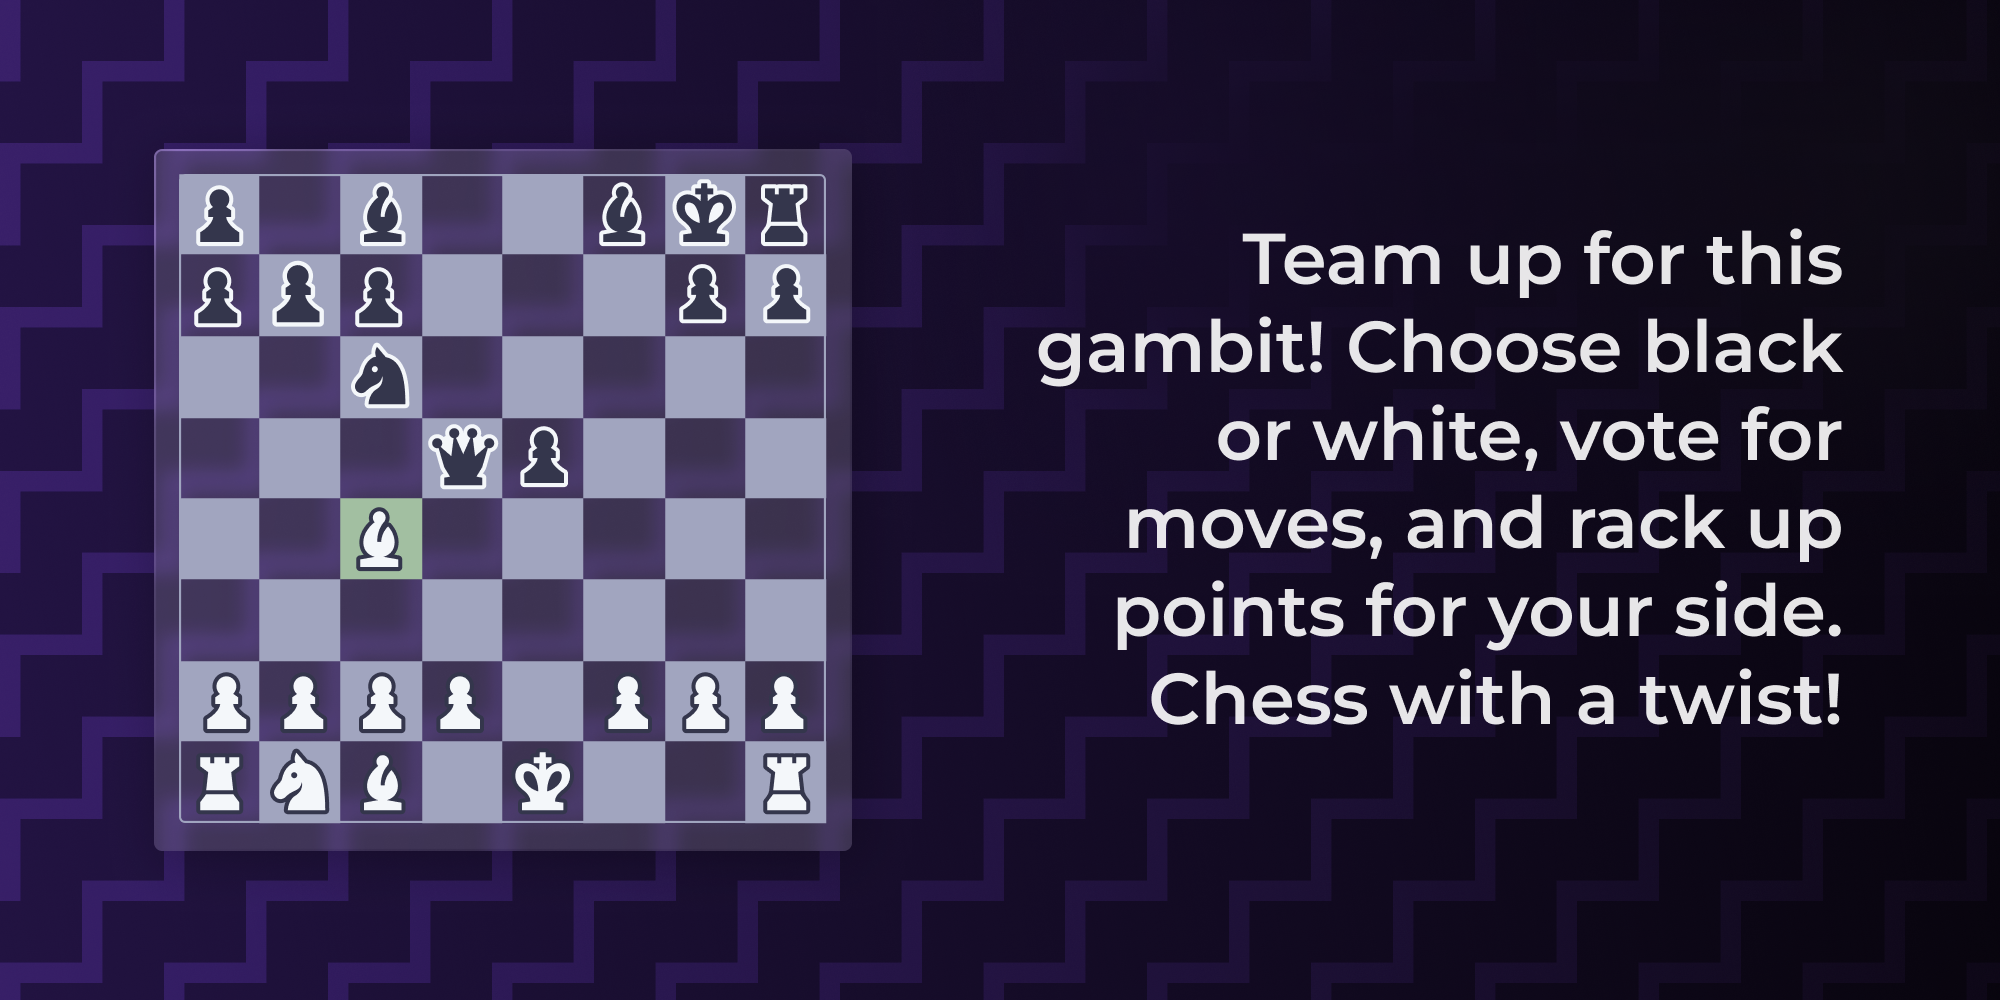 Team up for this
gambit! Choose black
or white, vote for
moves, and rack up
points for your side.
Chess with a twist!